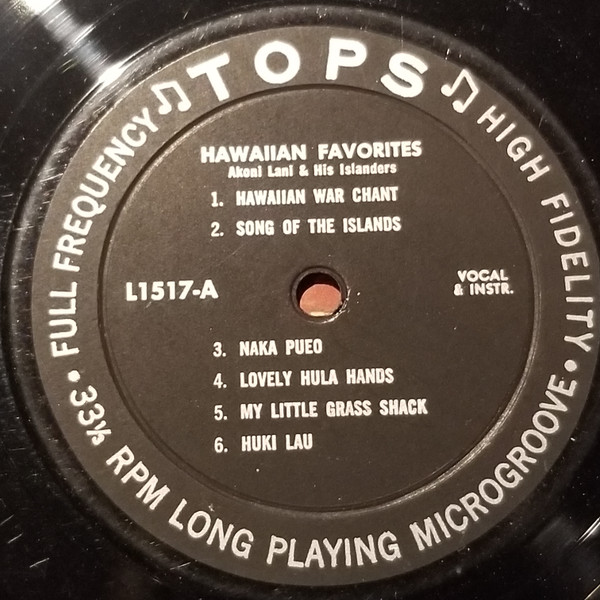 ♫TOPS♫
FULL FREQUENCY
HIGH FIDELITY
HAWAIIAN FAVORITES
Akoni Lani & His Islanders
1. HAWAIIAN WAR CHANT
2. SONG OF THE ISLANDS
L1517-A
VOCAL
& INSTR.
3. NAKA PUEO
4. LOVELY HULA HANDS
5. MY LITTLE GRASS SHACK
6. HUKI LAU
• 33⅓ RPM LONG PLAYING MICROGROOVE •